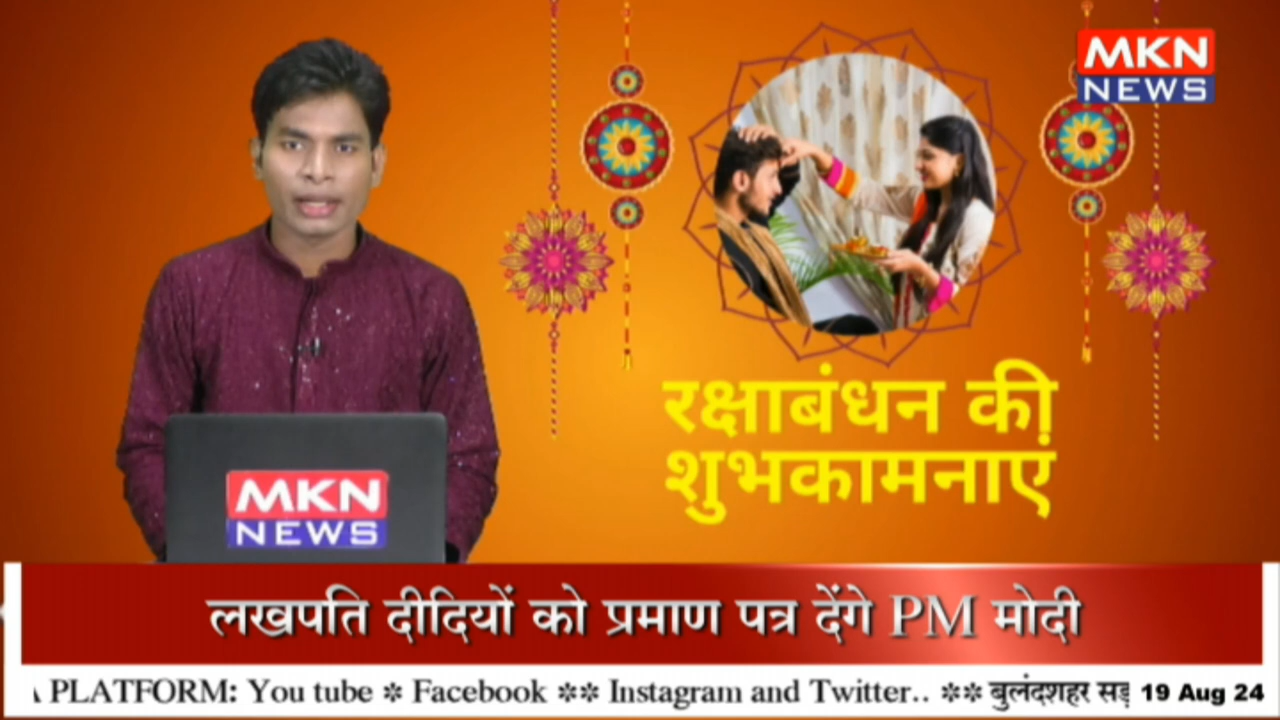 MKN
NEWS
रक्षाबंधन की
शुभकामनाएं
MKN
NEWS
लखपति दीदियों को प्रमाण पत्र देंगे PM मोदी
PLATFORM: You tube ✻ Facebook ✻✻ Instagram and Twitter.. ✻✻ बुलंदशहर 19 Aug 24